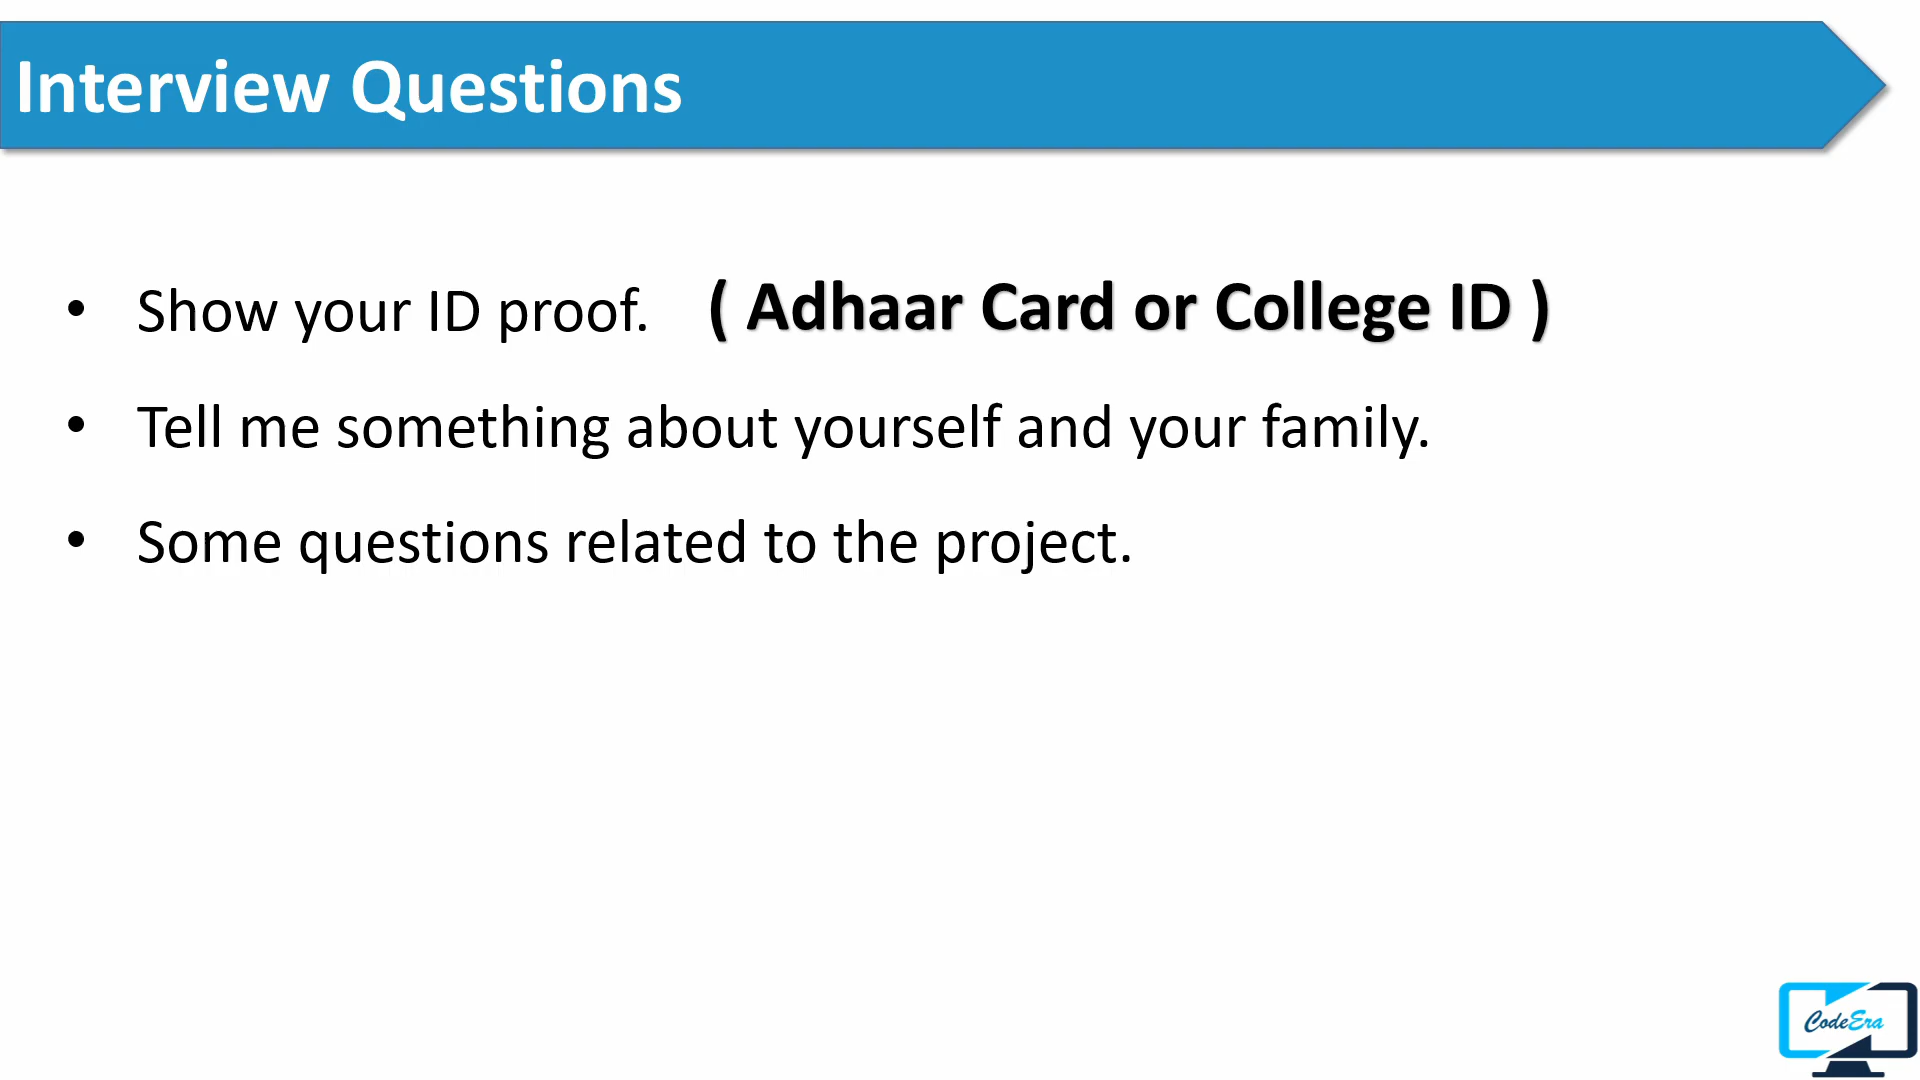 Interview Questions
• Show your ID proof. ( Adhaar Card or College ID )
• Tell me something about yourself and your family.
• Some questions related to the project.
CodeEra